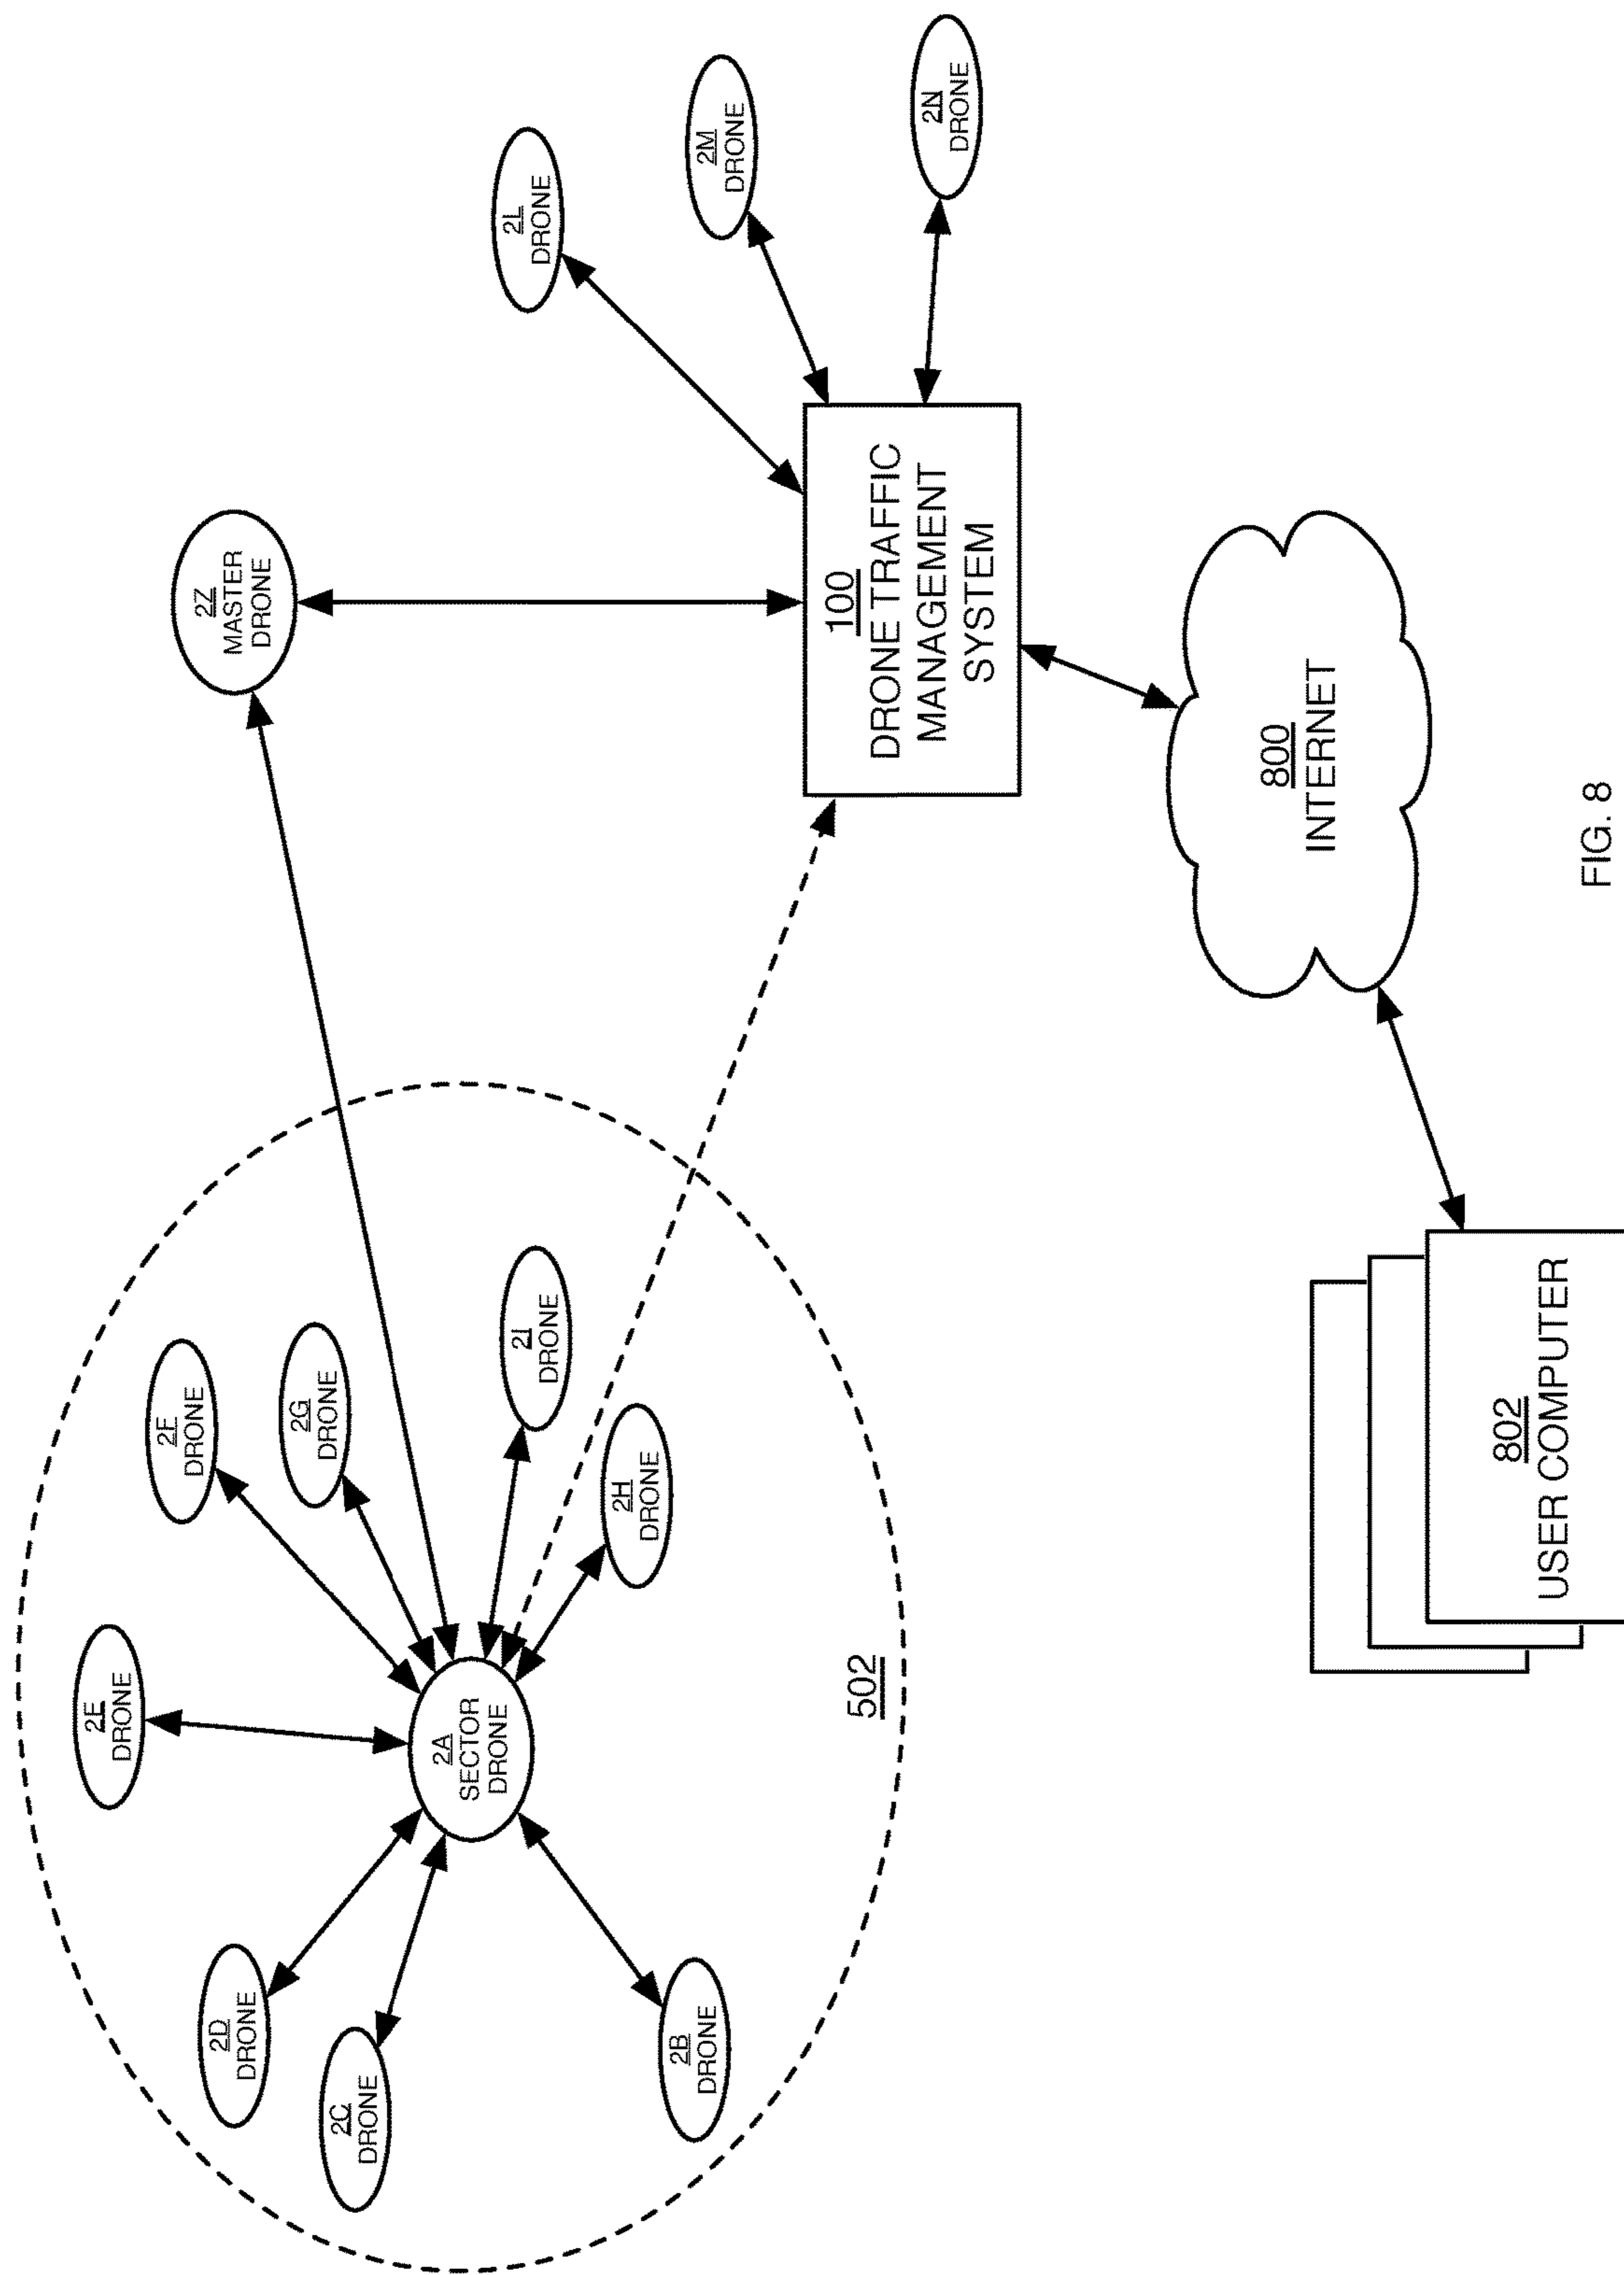 2E
DRONE
2F
DRONE
2D
DRONE
2G
DRONE
2C
DRONE
2A
SECTOR
DRONE
2I
DRONE
2H
DRONE
2B
DRONE
502
2Z
MASTER
DRONE
2L
DRONE
2M
DRONE
2N
DRONE
100
DRONE TRAFFIC
MANAGEMENT
SYSTEM
800
INTERNET
802
USER COMPUTER
FIG. 8